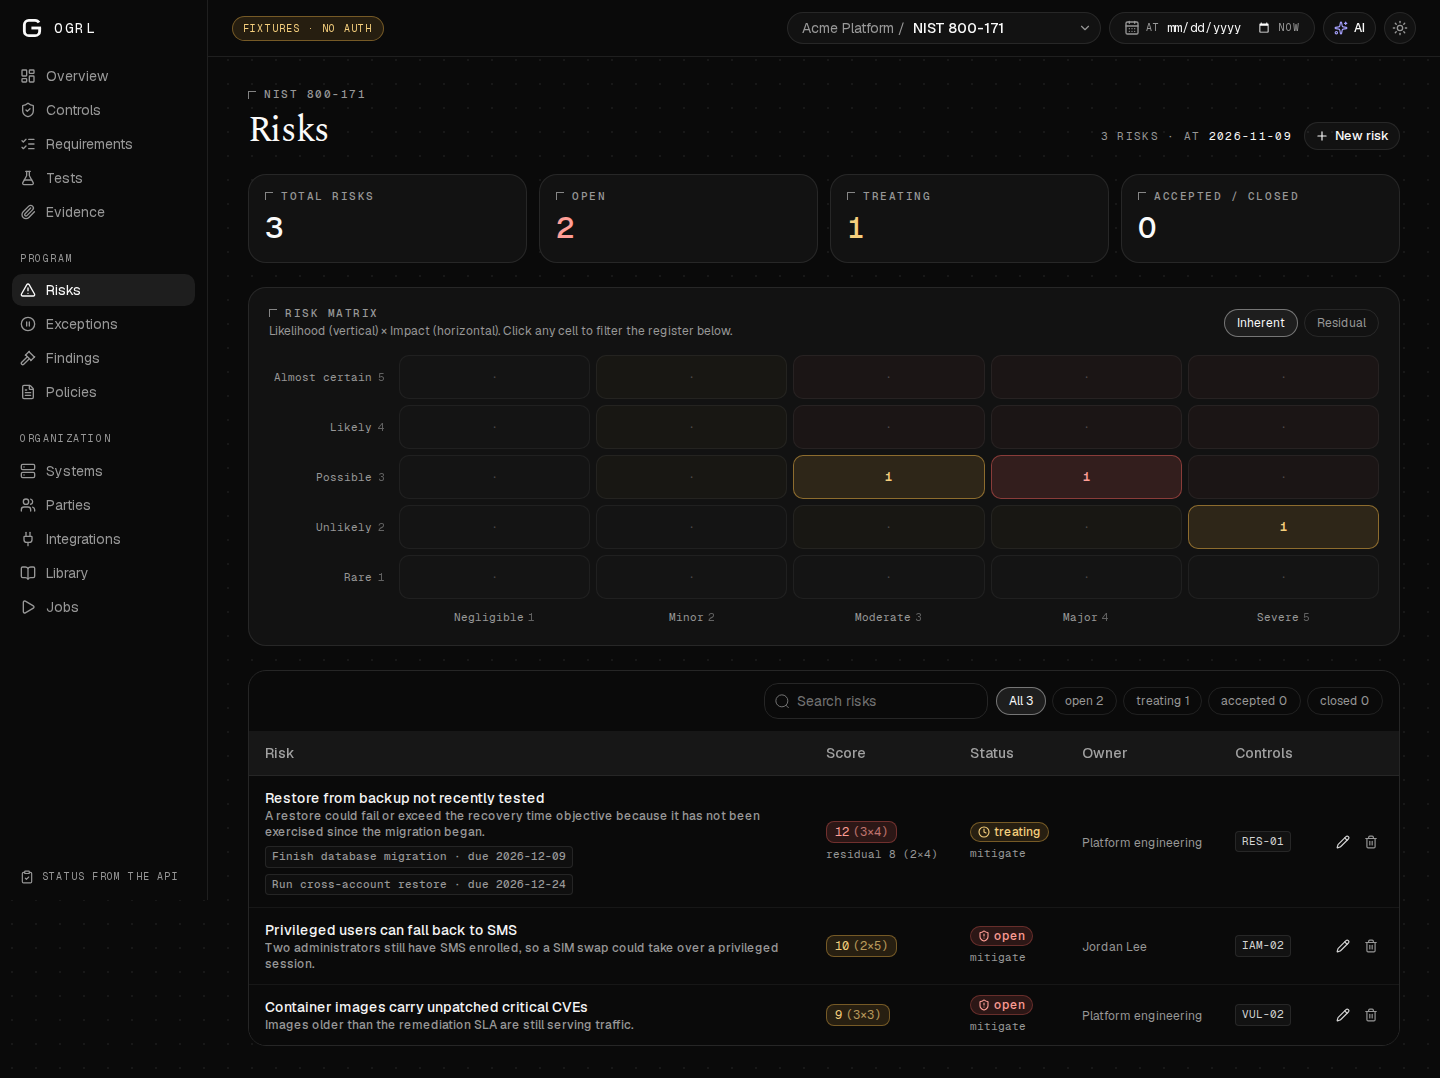 OGRL
FIXTURES · NO AUTH
Acme Platform / NIST 800-171
AT mm/dd/yyyy NOW
AI
Overview
Controls
Requirements
Tests
Evidence
PROGRAM
Risks
Exceptions
Findings
Policies
ORGANIZATION
Systems
Parties
Integrations
Library
Jobs
STATUS FROM THE API
NIST 800-171
Risks
3 RISKS · AT 2026-11-09
New risk
TOTAL RISKS
3
OPEN
2
TREATING
1
ACCEPTED / CLOSED
0
RISK MATRIX
Likelihood (vertical) × Impact (horizontal). Click any cell to filter the register below.
Inherent
Residual
Almost certain 5 · · · · ·
Likely 4 · · · · ·
Possible 3 · · 1 1 ·
Unlikely 2 · · · · 1
Rare 1 · · · · ·
Negligible 1 Minor 2 Moderate 3 Major 4 Severe 5
Search risks
All 3
open 2
treating 1
accepted 0
closed 0
Risk Score Status Owner Controls
Restore from backup not recently tested
A restore could fail or exceed the recovery time objective because it has not been
exercised since the migration began.
Finish database migration · due 2026-12-09
Run cross-account restore · due 2026-12-24
12 (3×4)
residual 8 (2×4)
treating
mitigate
Platform engineering
RES-01
Privileged users can fall back to SMS
Two administrators still have SMS enrolled, so a SIM swap could take over a privileged
session.
10 (2×5)
open
mitigate
Jordan Lee
IAM-02
Container images carry unpatched critical CVEs
Images older than the remediation SLA are still serving traffic.
9 (3×3)
open
mitigate
Platform engineering
VUL-02